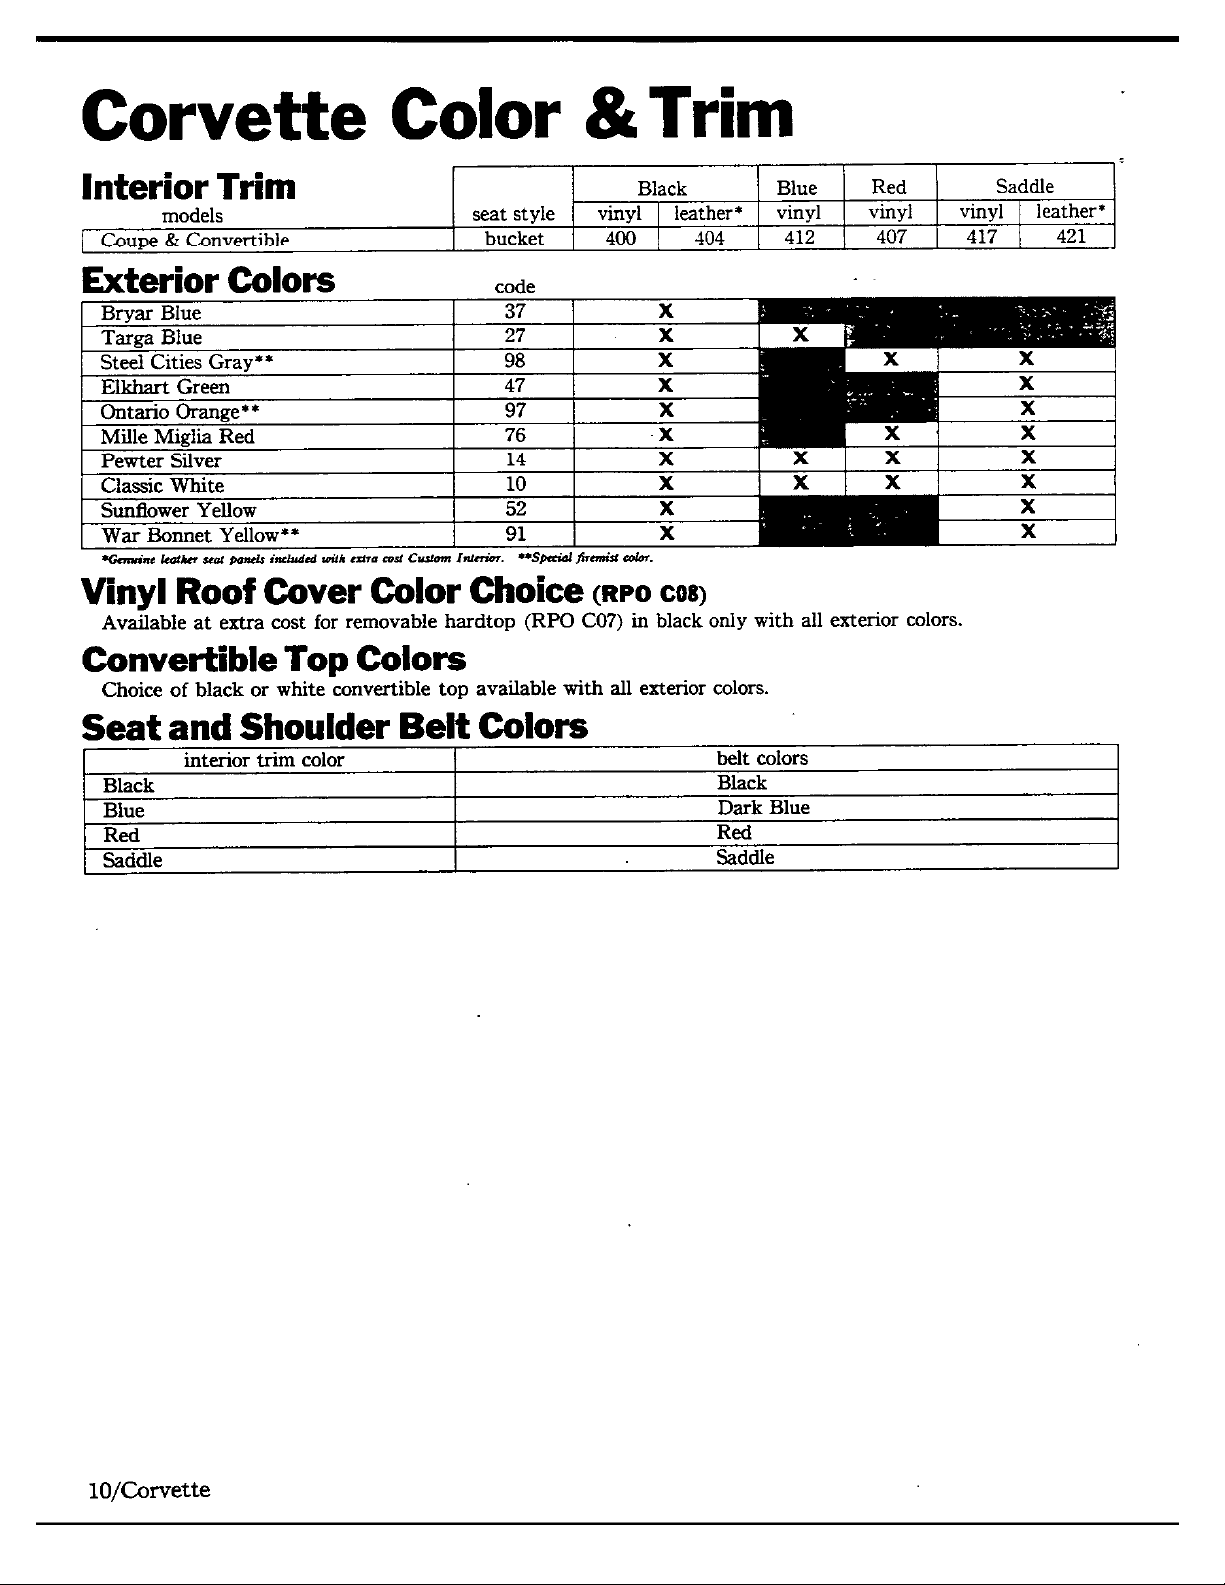 Corvette Color & Trim
Interior Trim
Black Blue Red Saddle
models seat style vinyl leather* vinyl vinyl vinyl leather*
Coupe & Convertible bucket 400 404 412 407 417 421
Exterior Colors code
Bryar Blue 37 X
Targa Blue 27 X X
Steel Cities Gray** 98 X X X
Elkhart Green 47 X X
Ontario Orange** 97 X X
Mille Miglia Red 76 X X X
Pewter Silver 14 X X X X
Classic White 10 X X X X
Sunflower Yellow 52 X X
War Bonnet Yellow** 91 X X
*Genuine leather seat panels included with extra cost Custom Interior. **Special firemist color.
Vinyl Roof Cover Color Choice (RPO C08)
Available at extra cost for removable hardtop (RPO C07) in black only with all exterior colors.
Convertible Top Colors
Choice of black or white convertible top available with all exterior colors.
Seat and Shoulder Belt Colors
interior trim color belt colors
Black Black
Blue Dark Blue
Red Red
Saddle Saddle
10/Corvette